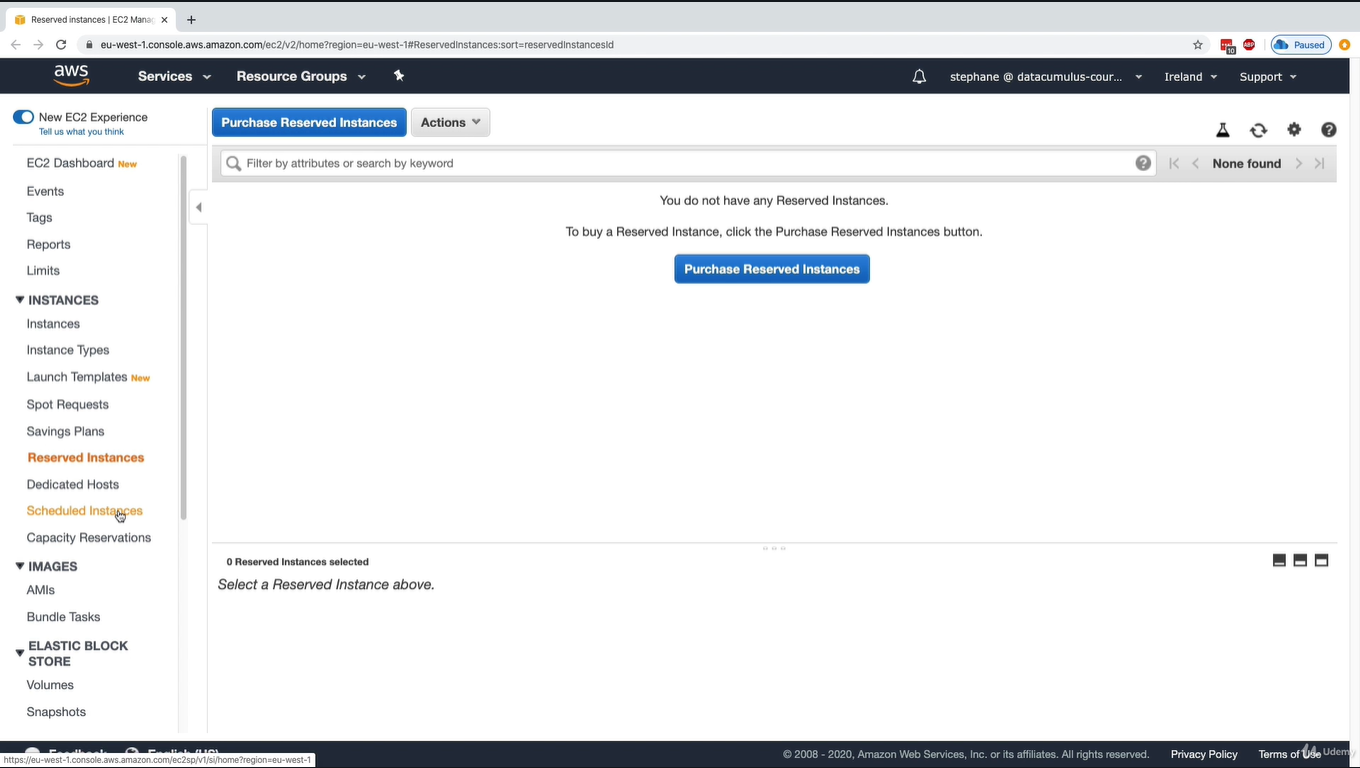 Reserved instances | EC2 Mana
eu-west-1.console.aws.amazon.com/ec2/v2/home?region=eu-west-1#ReservedInstances:sort=reservedInstancesId
10
ABP
Paused
aws
Services
Resource Groups
stephane @ datacumulus-cour...
Ireland
Support
New EC2 Experience
Tell us what you think
EC2 Dashboard New
Events
Tags
Reports
Limits
INSTANCES
Instances
Instance Types
Launch Templates New
Spot Requests
Savings Plans
Reserved Instances
Dedicated Hosts
Scheduled Instances
Capacity Reservations
IMAGES
AMIs
Bundle Tasks
ELASTIC BLOCK
STORE
Volumes
Snapshots
Purchase Reserved Instances
Actions
Filter by attributes or search by keyword
None found
You do not have any Reserved Instances.
To buy a Reserved Instance, click the Purchase Reserved Instances button.
Purchase Reserved Instances
0 Reserved Instances selected
Select a Reserved Instance above.
Feedback
English (US)
© 2008 - 2020, Amazon Web Services, Inc. or its affiliates. All rights reserved.
Privacy Policy
Terms of Use
Udemy
https://eu-west-1.console.aws.amazon.com/ec2sp/v1/si/home?region=eu-west-1